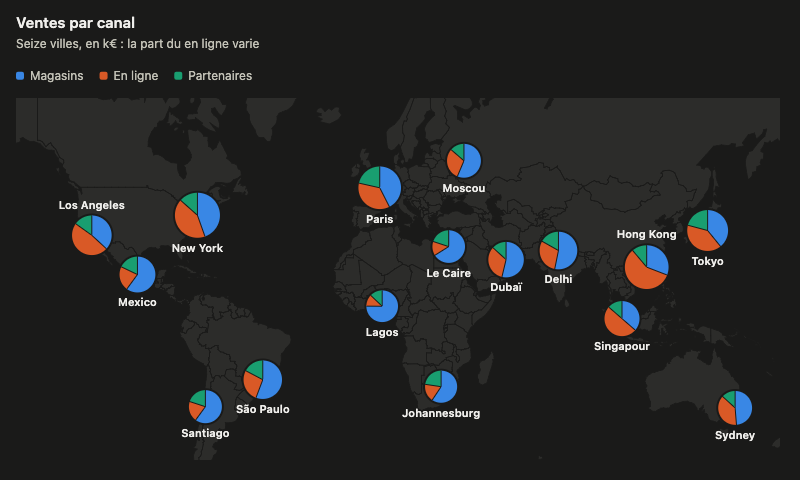 Ventes par canal
Seize villes, en k€ : la part du en ligne varie
Magasins
En ligne
Partenaires
Moscou
Los Angeles
Paris
New York
Hong Kong
Le Caire
Tokyo
Delhi
Dubaï
Mexico
Lagos
Singapour
São Paulo
Johannesburg
Santiago
Sydney